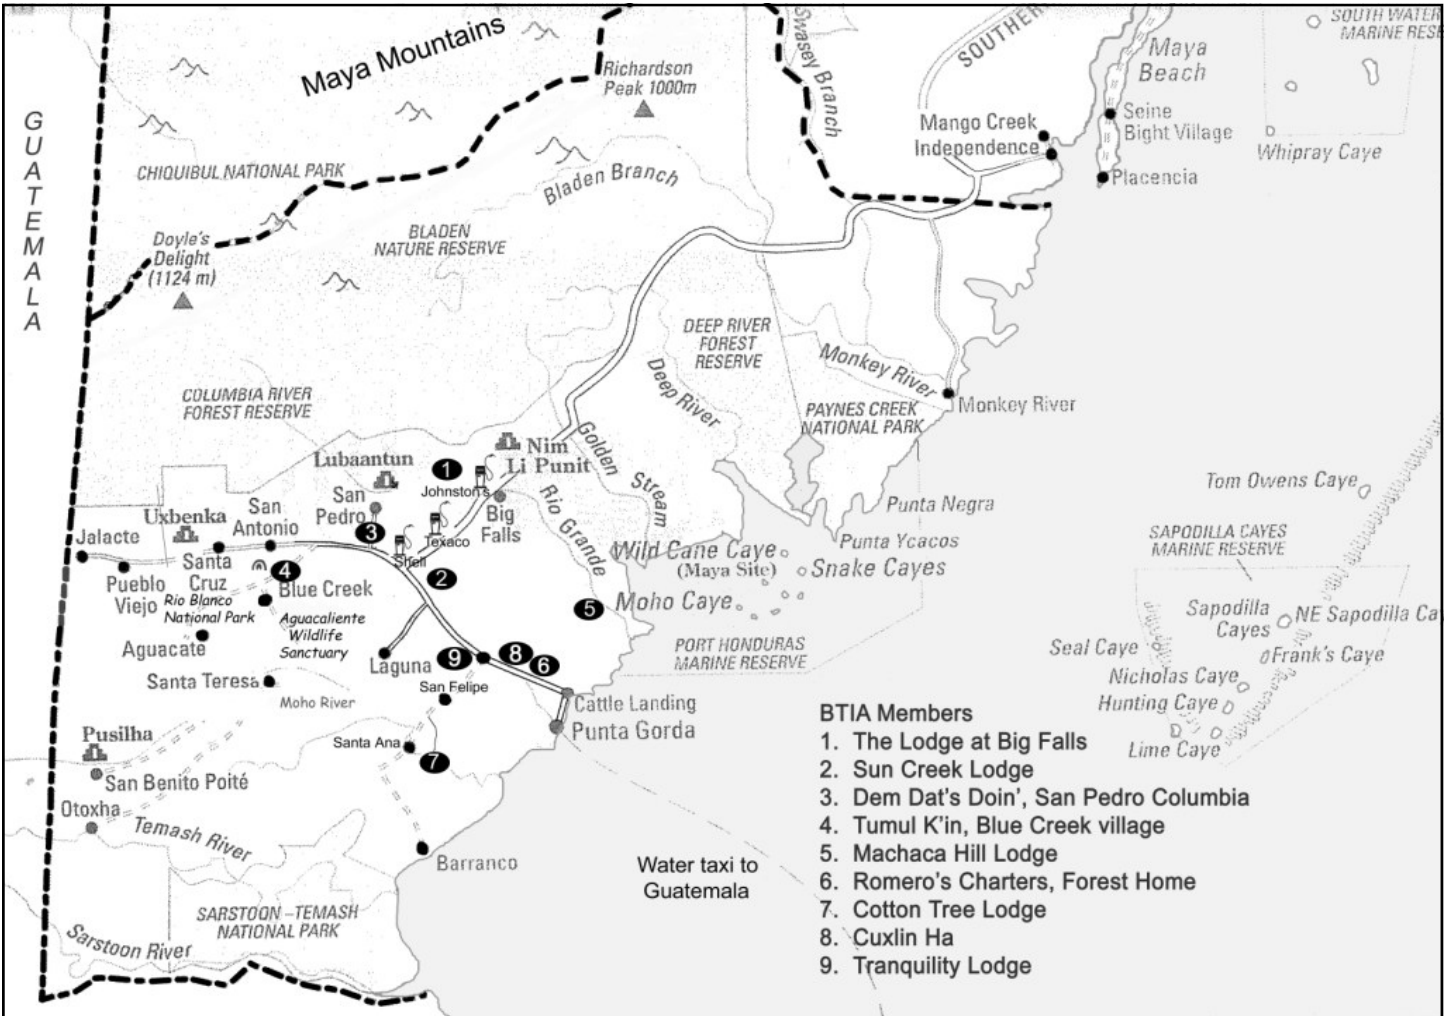 GUATEMALA
Maya Mountains
Richardson
Peak 1000m
Swasey Branch
SOUTHERN
Maya
Beach
SOUTH WATER
MARINE RESE
Mango Creek
Independence
Seine
Bight Village
Placencia
Whipray Caye
CHIQUIBUL NATIONAL PARK
Bladen Branch
BLADEN
NATURE RESERVE
Doyle's
Delight
(1124 m)
DEEP RIVER
FOREST
RESERVE
Deep River
Monkey River
Monkey River
PAYNES CREEK
NATIONAL PARK
COLUMBIA RIVER
FOREST RESERVE
Golden
Stream
Nim
Li Punit
Lubaantun
1
Johnston's
San
Pedro
3
Texaco
Shell
Big
Falls
Rio Grande
Uxbenka
San
Antonio
Jalacte
Pueblo
Viejo
Santa
Cruz
4
Blue Creek
Rio Blanco
National Park
Aguacaliente
Wildlife
Sanctuary
Aguacate
2
5
Laguna
9
8
6
Punta Negra
Punta Ycacos
Wild Cane Caye
(Maya Site)
Snake Cayes
Moho Caye
PORT HONDURAS
MARINE RESERVE
Tom Owens Caye
SAPODILLA CAYES
MARINE RESERVE
Sapodilla
Cayes
NE Sapodilla Ca
Seal Caye
Frank's Caye
Nicholas Caye
Hunting Caye
Lime Caye
Santa Teresa
Moho River
San Felipe
Cattle Landing
Punta Gorda
Santa Ana
7
Pusilha
San Benito Poité
Otoxha
Temash River
Barranco
SARSTOON-TEMASH
NATIONAL PARK
Sarstoon River
Water taxi to
Guatemala
BTIA Members
1. The Lodge at Big Falls
2. Sun Creek Lodge
3. Dem Dat's Doin', San Pedro Columbia
4. Tumul K'in, Blue Creek village
5. Machaca Hill Lodge
6. Romero's Charters, Forest Home
7. Cotton Tree Lodge
8. Cuxlin Ha
9. Tranquility Lodge